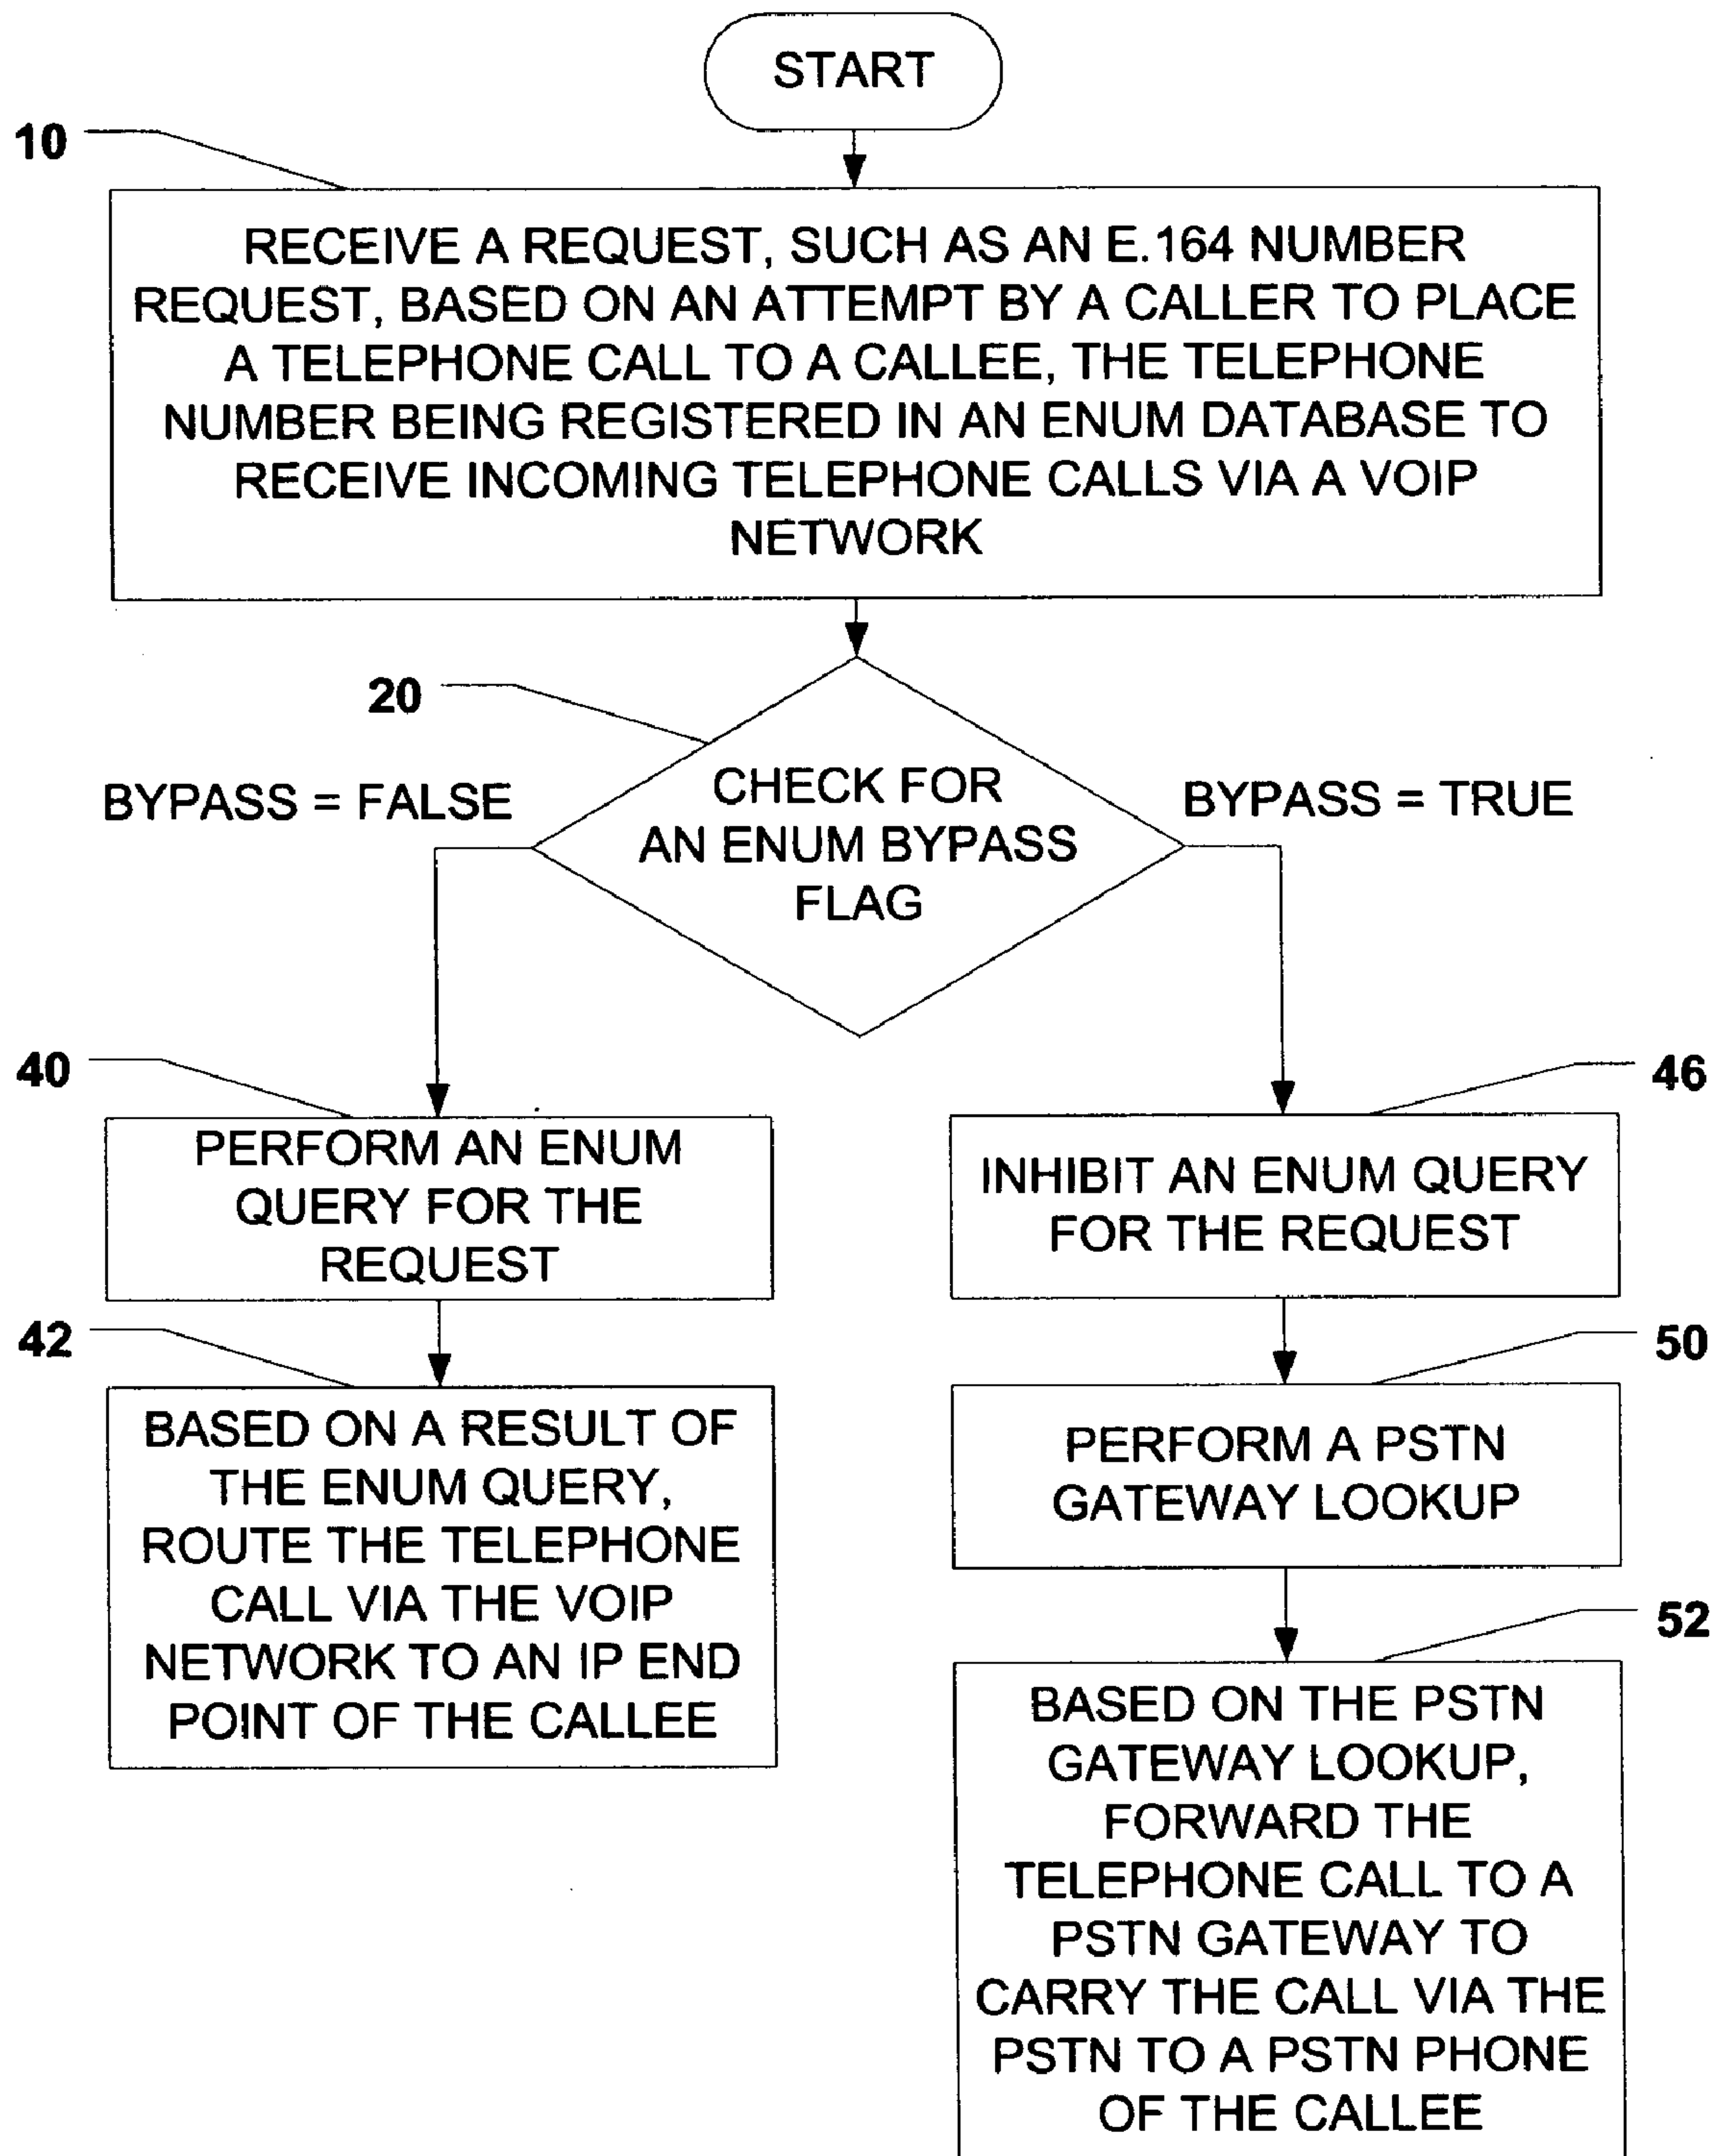 START
10
RECEIVE A REQUEST, SUCH AS AN E.164 NUMBER
REQUEST, BASED ON AN ATTEMPT BY A CALLER TO PLACE
A TELEPHONE CALL TO A CALLEE, THE TELEPHONE
NUMBER BEING REGISTERED IN AN ENUM DATABASE TO
RECEIVE INCOMING TELEPHONE CALLS VIA A VOIP
NETWORK
20
BYPASS = FALSE
CHECK FOR
AN ENUM BYPASS
FLAG
BYPASS = TRUE
40
PERFORM AN ENUM
QUERY FOR THE
REQUEST
42
BASED ON A RESULT OF
THE ENUM QUERY,
ROUTE THE TELEPHONE
CALL VIA THE VOIP
NETWORK TO AN IP END
POINT OF THE CALLEE
46
INHIBIT AN ENUM QUERY
FOR THE REQUEST
50
PERFORM A PSTN
GATEWAY LOOKUP
52
BASED ON THE PSTN
GATEWAY LOOKUP,
FORWARD THE
TELEPHONE CALL TO A
PSTN GATEWAY TO
CARRY THE CALL VIA THE
PSTN TO A PSTN PHONE
OF THE CALLEE